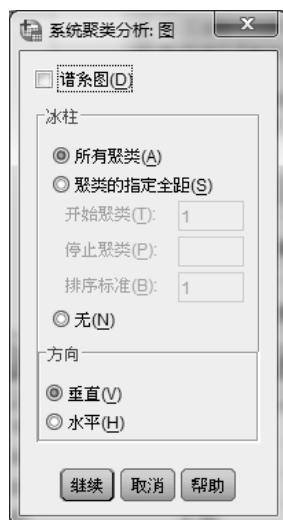 系统聚类分析: 图
谱系图(D)
冰柱
所有聚类(A)
聚类的指定全距(S)
开始聚类(T): 1
停止聚类(P):
排序标准(B): 1
无(N)
方向
垂直(V)
水平(H)
继续 取消 帮助